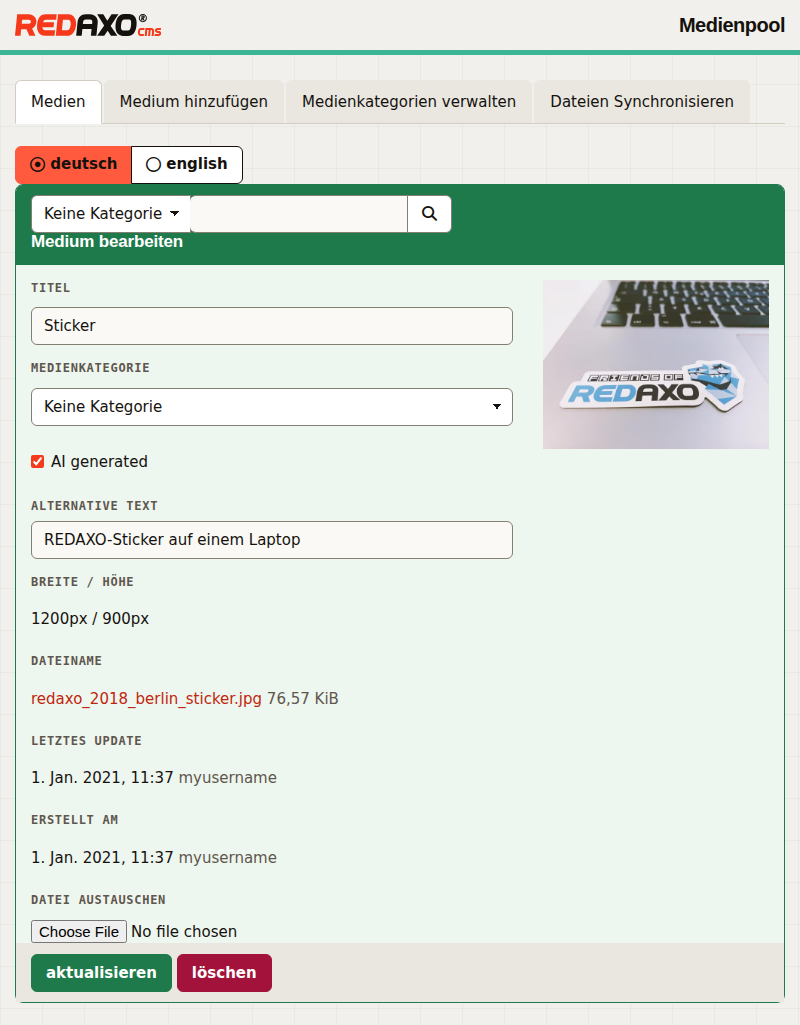 REDAXO® cms
Medienpool
Medien
Medienkategorien verwalten
Medium hinzufügen
Dateien Synchronisieren
deutsch
english
Keine Kategorie
Medium bearbeiten
TITEL
Sticker
MEDIENKATEGORIE
Keine Kategorie
AI generated
ALTERNATIVE TEXT
REDAXO-Sticker auf einem Laptop
BREITE / HÖHE
1200px / 900px
DATEINAME
redaxo_2018_berlin_sticker.jpg 76,57 KiB
LETZTES UPDATE
1. Jan. 2021, 11:37 myusername
ERSTELLT AM
1. Jan. 2021, 11:37 myusername
DATEI AUSTAUSCHEN
Choose File No file chosen
aktualisieren
löschen
FRIENDS OF
REDAXO